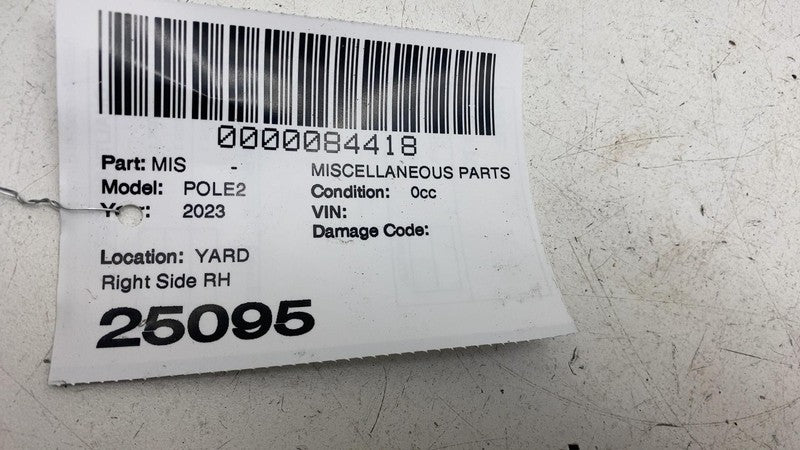 0000084418
Part: MIS - MISCELLANEOUS PARTS
Model: POLE2 Condition: 0cc
Year: 2023 VIN:
Damage Code:
Location: YARD
Right Side RH
25095